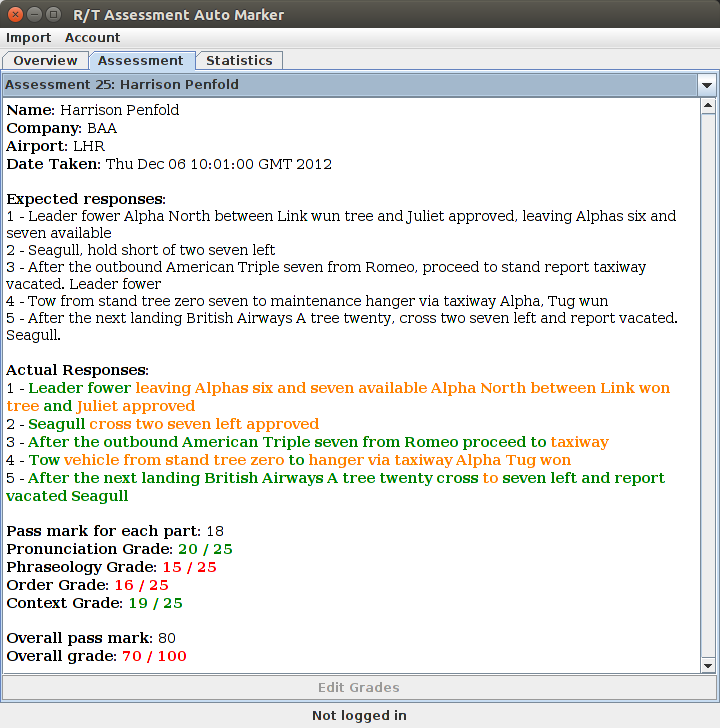 R/T Assessment Auto Marker
Import Account
Overview Assessment Statistics
Assessment 25: Harrison Penfold
Name: Harrison Penfold
Company: BAA
Airport: LHR
Date Taken: Thu Dec 06 10:01:00 GMT 2012
Expected responses:
1 - Leader fower Alpha North between Link wun tree and Juliet approved, leaving Alphas six and
seven available
2 - Seagull, hold short of two seven left
3 - After the outbound American Triple seven from Romeo, proceed to stand report taxiway
vacated. Leader fower
4 - Tow from stand tree zero seven to maintenance hanger via taxiway Alpha, Tug wun
5 - After the next landing British Airways A tree twenty, cross two seven left and report vacated.
Seagull.
Actual Responses:
1 - Leader fower leaving Alphas six and seven available Alpha North between Link won
tree and Juliet approved
2 - Seagull cross two seven left approved
3 - After the outbound American Triple seven from Romeo proceed to taxiway
4 - Tow vehicle from stand tree zero to hanger via taxiway Alpha Tug won
5 - After the next landing British Airways A tree twenty cross to seven left and report
vacated Seagull
Pass mark for each part: 18
Pronunciation Grade: 20 / 25
Phraseology Grade: 15 / 25
Order Grade: 16 / 25
Context Grade: 19 / 25
Overall pass mark: 80
Overall grade: 70 / 100
Edit Grades
Not logged in